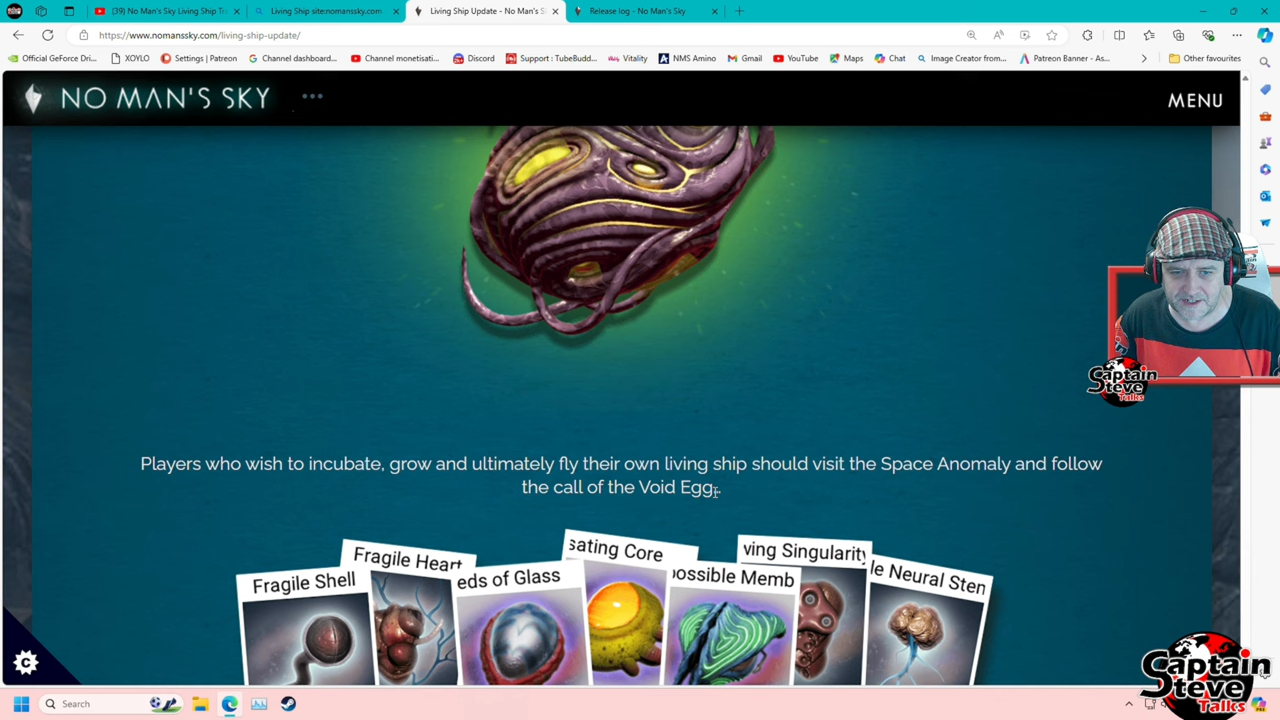 (39) No Man's Sky Living Ship Tr
Living Ship site:nomanssky.com
Living Ship Update - No Man's S
Release log - No Man's Sky
https://www.nomanssky.com/living-ship-update/
Official GeForce Dri...
XOYLO
Settings | Patreon
Channel dashboard...
Channel monetisati...
Discord
Support : TubeBudd...
Vitality
NMS Amino
Gmail
YouTube
Maps
Chat
Image Creator from...
Patreon Banner - As...
Other favourites
NO MAN'S SKY
MENU
Captain
Steve
Talks
Players who wish to incubate, grow and ultimately fly their own living ship should visit the Space Anomaly and follow
the call of the Void Egg.
Fragile Shell
Fragile Heart
eds of Glass
sating Core
possible Memb
ving Singularity
le Neural Sten
C
Search
Captain
Steve
Talks